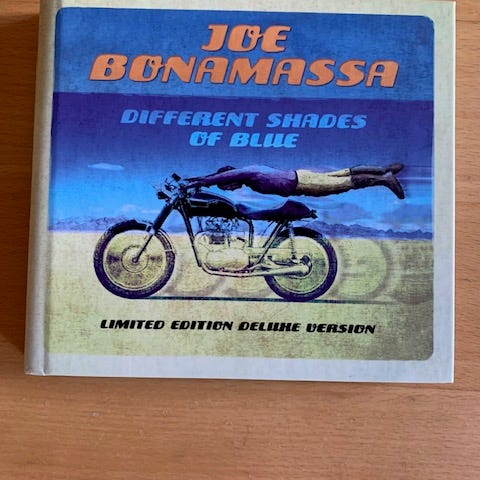 JOE
BONAMASSA
DIFFERENT SHADES
OF BLUE
LIMITED EDITION DELUXE VERSION